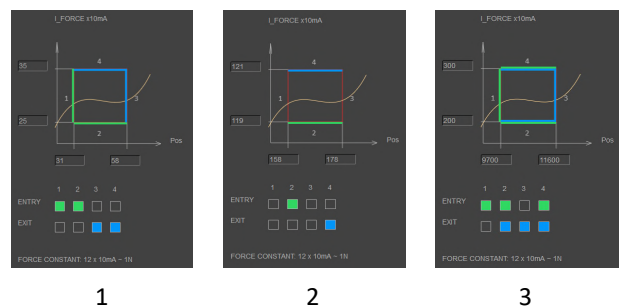 I_FORCE x10mA
35
4
1
3
25
2
Pos
31
56
1 2 3 4
ENTRY
EXIT
FORCE CONSTANT: 12 x 10mA ~ 1N
1
I_FORCE x10mA
121
4
1
3
119
2
Pos
158
178
1 2 3 4
ENTRY
EXIT
FORCE CONSTANT: 12 x 10mA ~ 1N
2
I_FORCE x10mA
300
4
1
3
200
2
Pos
9700
11600
1 2 3 4
ENTRY
EXIT
FORCE CONSTANT: 12 x 10mA ~ 1N
3